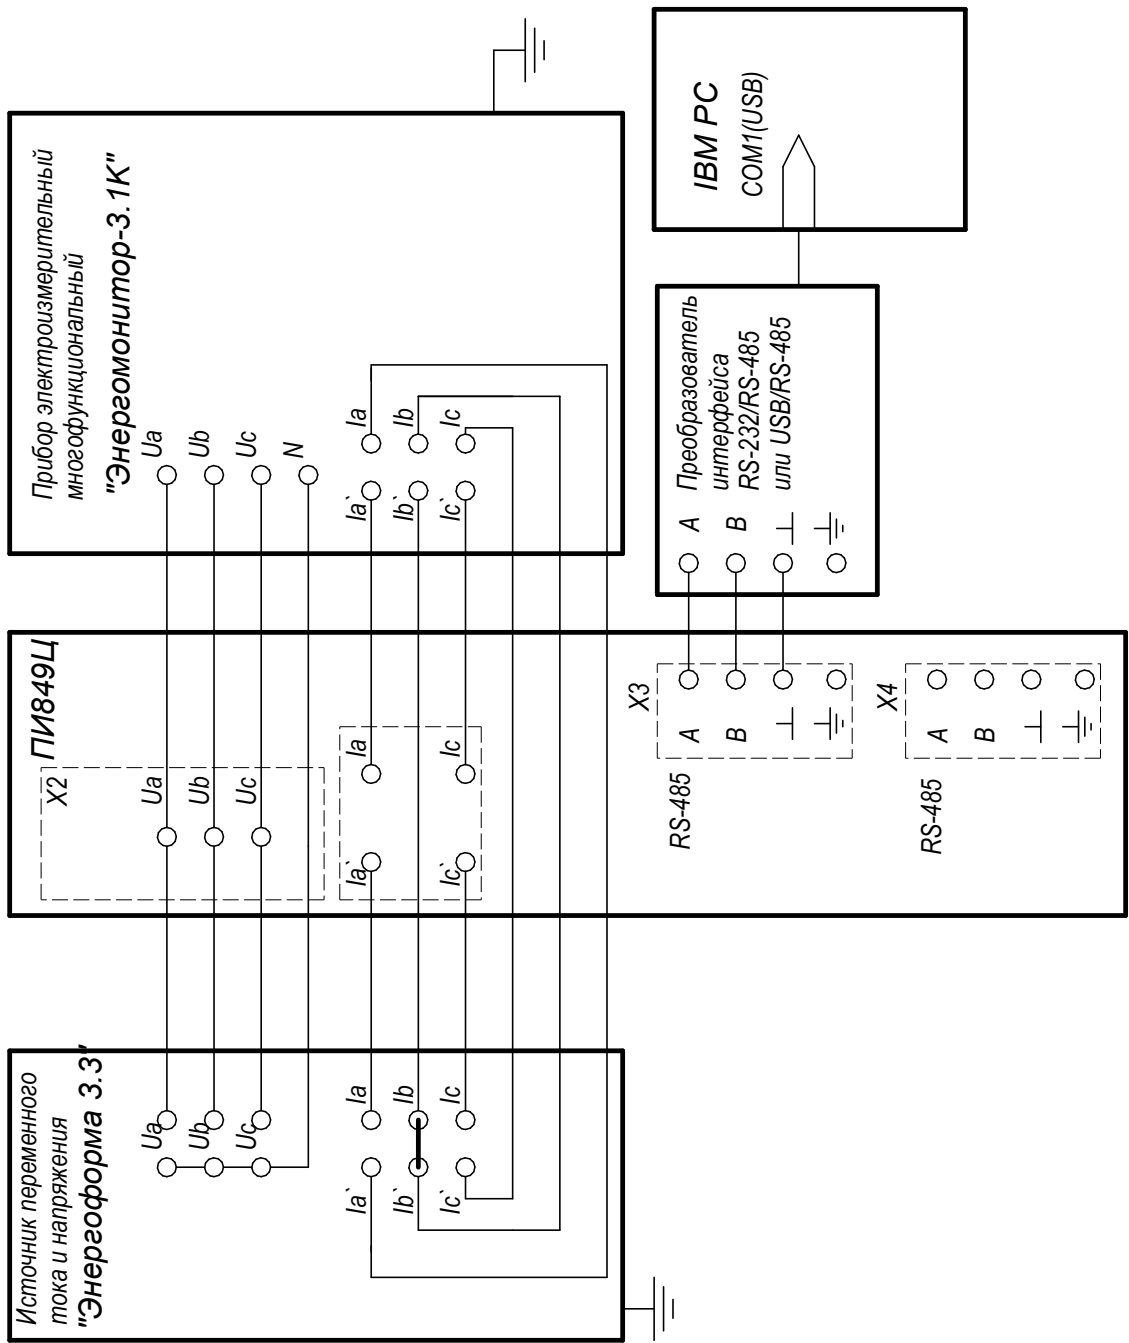 Источник переменного
тока и напряжения
"Энергоформа 3.3"
Ua
Ub
Uc
Ia`
Ia
Ib`
Ib
Ic`
Ic
ПИ849Ц
X2
Ua
Ub
Uc
Ia`
Ia
Ic`
Ic
RS-485
X3
A
B
RS-485
X4
A
B
Прибор электроизмерительный
многофункциональный
"Энергомонитор-3.1К"
Ua
Ub
Uc
N
Ia`
Ia
Ib`
Ib
Ic`
Ic
A
B
Преобразователь
интерфейса
RS-232/RS-485
или USB/RS-485
IBM PC
COM1(USB)